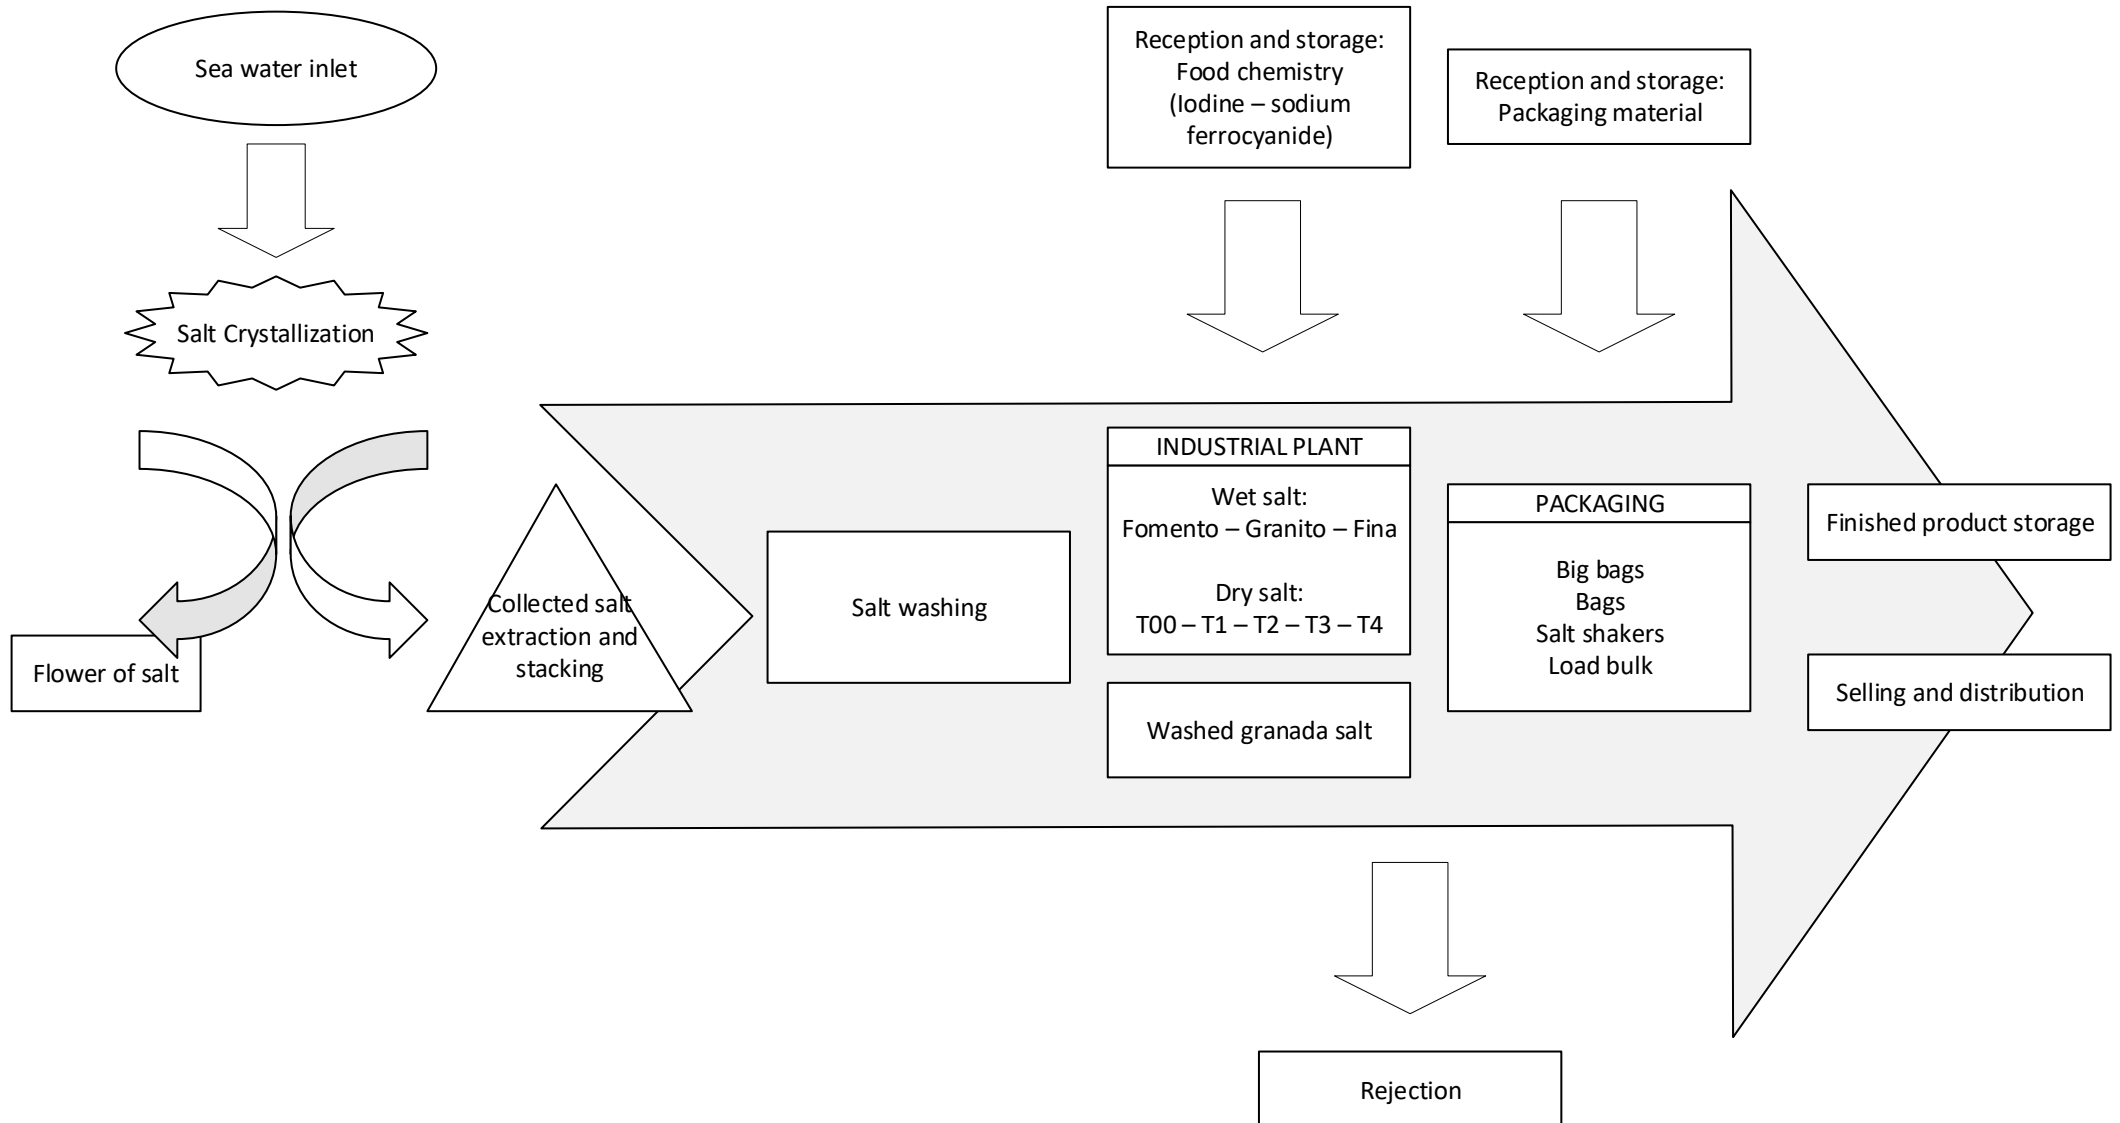 Sea water inlet
Reception and storage:
Food chemistry
(Iodine – sodium
ferrocyanide)
Reception and storage:
Packaging material
Salt Crystallization
Flower of salt
Collected salt
extraction and
stacking
Salt washing
INDUSTRIAL PLANT
Wet salt:
Fomento – Granito – Fina
Dry salt:
T00 – T1 – T2 – T3 – T4
Washed granada salt
PACKAGING
Big bags
Bags
Salt shakers
Load bulk
Finished product storage
Selling and distribution
Rejection